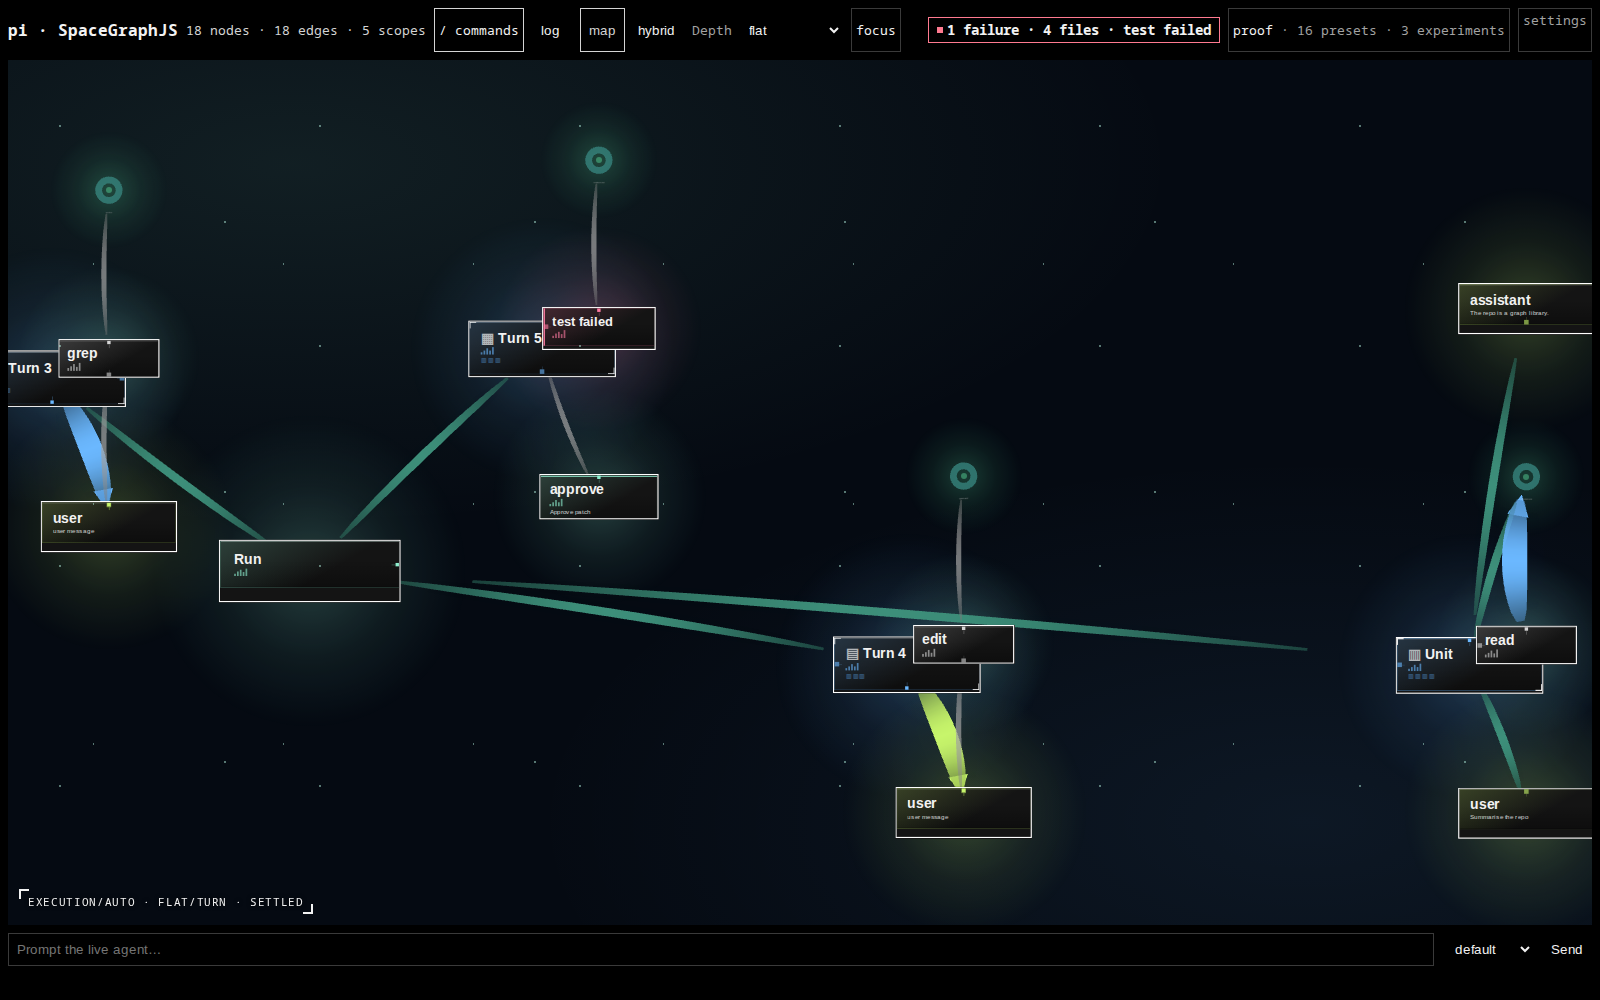 pi · SpaceGraphJS 18 nodes · 18 edges · 5 scopes / commands log map hybrid Depth flat focus 1 failure · 4 files · test failed proof · 16 presets · 3 experiments settings
assistant
The repo is a graph library.
test failed
Turn 5
grep
Turn 3
approve
Approve patch
user
user message
Run
edit
Turn 4
read
Unit
user
user message
user
Summarise the repo
EXECUTION/AUTO · FLAT/TURN · SETTLED
Prompt the live agent… default Send